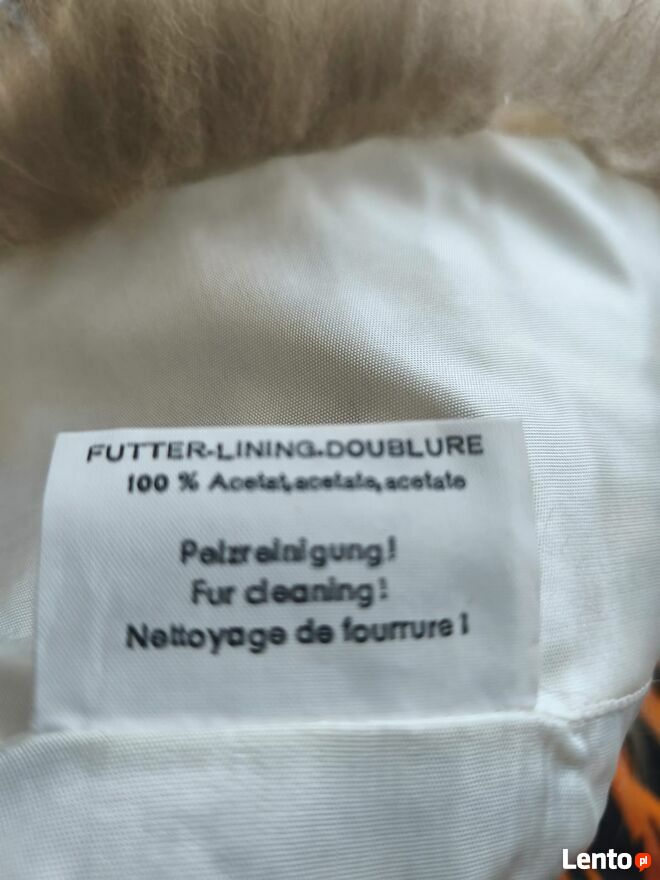 FUTTER-LINING-DOUBLURE
100 % Acetat,acetate,acetate
Pelzreinigung!
Fur cleaning!
Nettoyage de fourrure!
Lento.pl